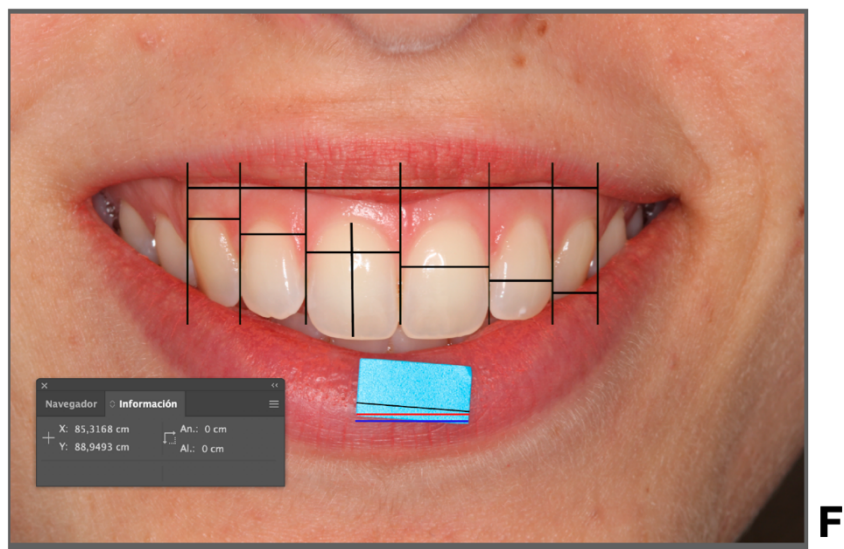 Navegador
Información
X: 85,3168 cm
Y: 88,9493 cm
An.: 0 cm
Al.: 0 cm
F